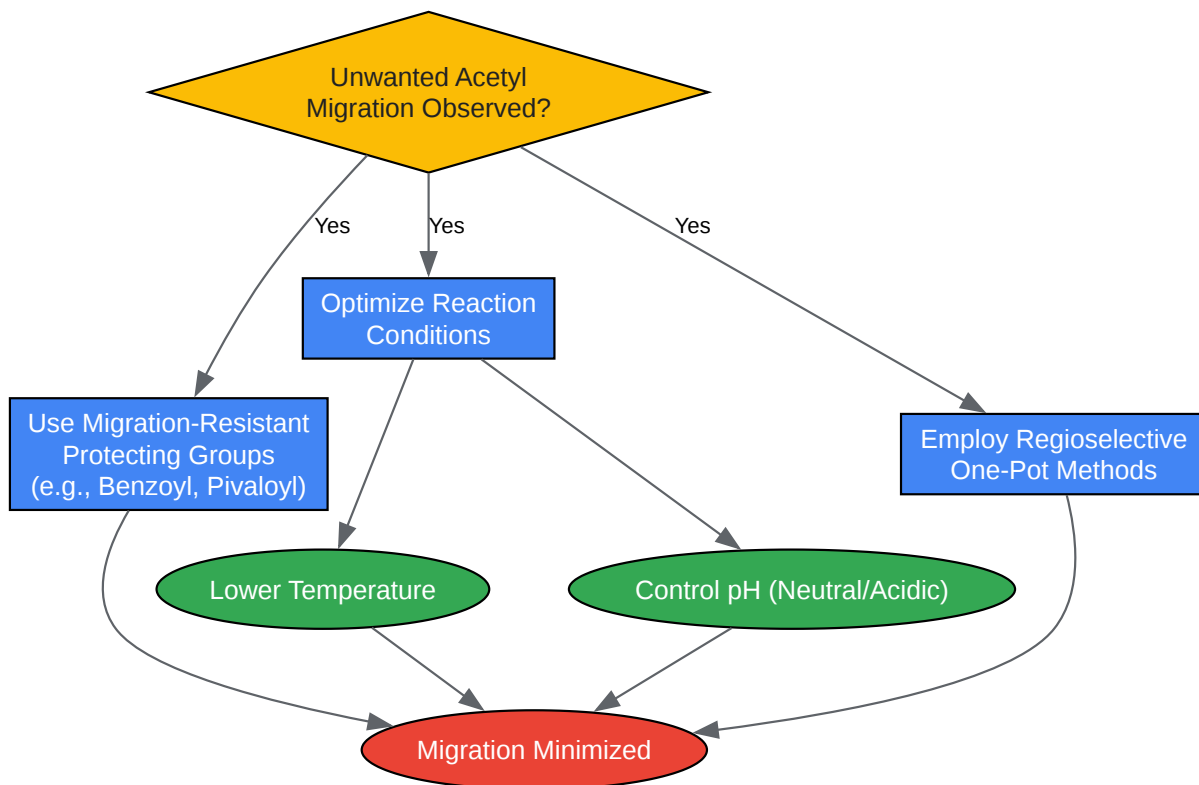 Unwanted Acetyl
Migration Observed?
Yes
Yes
Yes
Optimize Reaction
Conditions
Use Migration-Resistant
Protecting Groups
(e.g., Benzoyl, Pivaloyl)
Employ Regioselective
One-Pot Methods
Lower Temperature
Control pH (Neutral/Acidic)
Migration Minimized